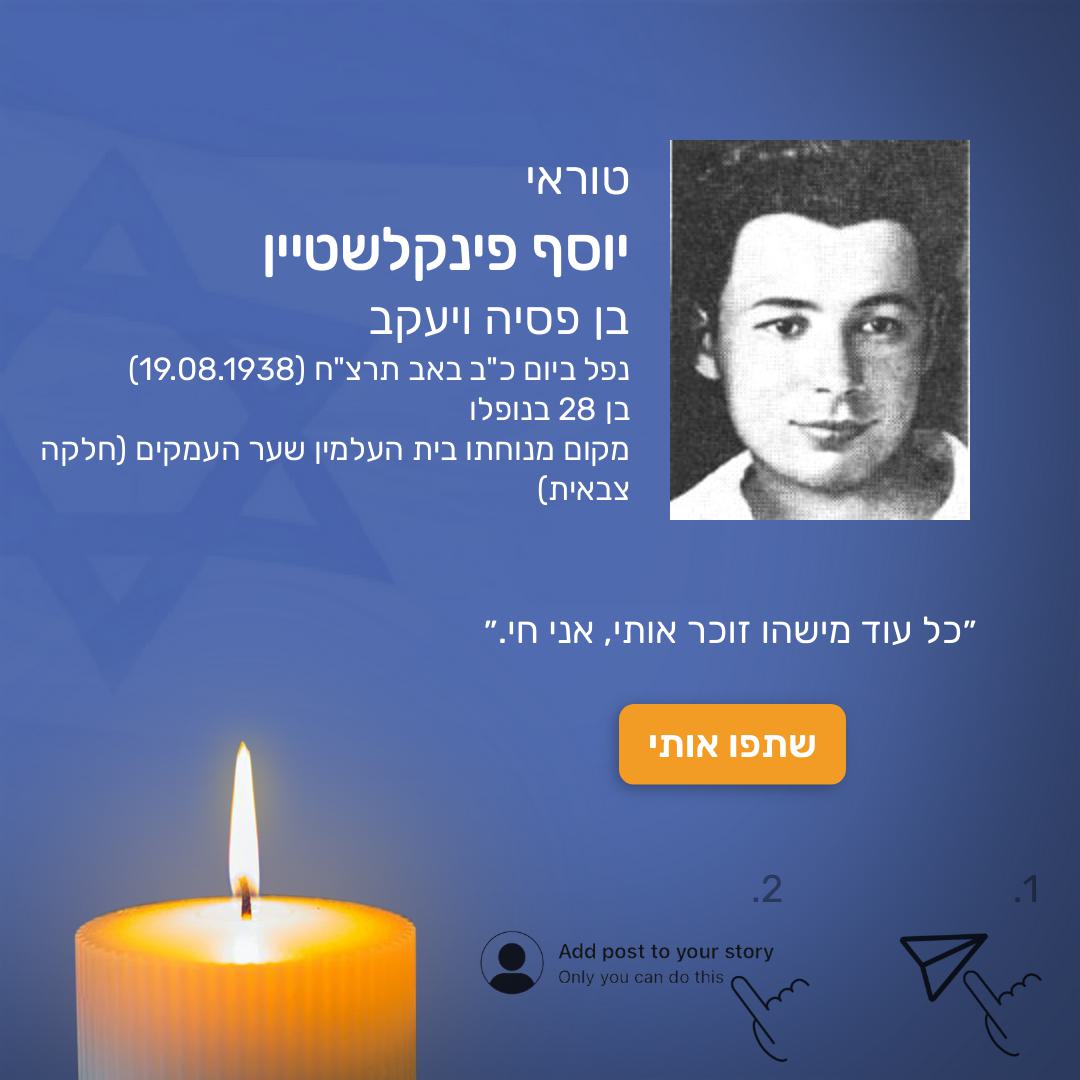 טוראי
יוסף פינקלשטיין
בן פסיה ויעקב
נפל ביום כ"ב באב תרצ"ח (19.08.1938)
בן 28 בנופלו
מקום מנוחתו בית העלמין שער העמקים (חלקה
צבאית)
״כל עוד מישהו זוכר אותי, אני חי.״
שתפו אותי
1.
2.
Add post to your story
Only you can do this